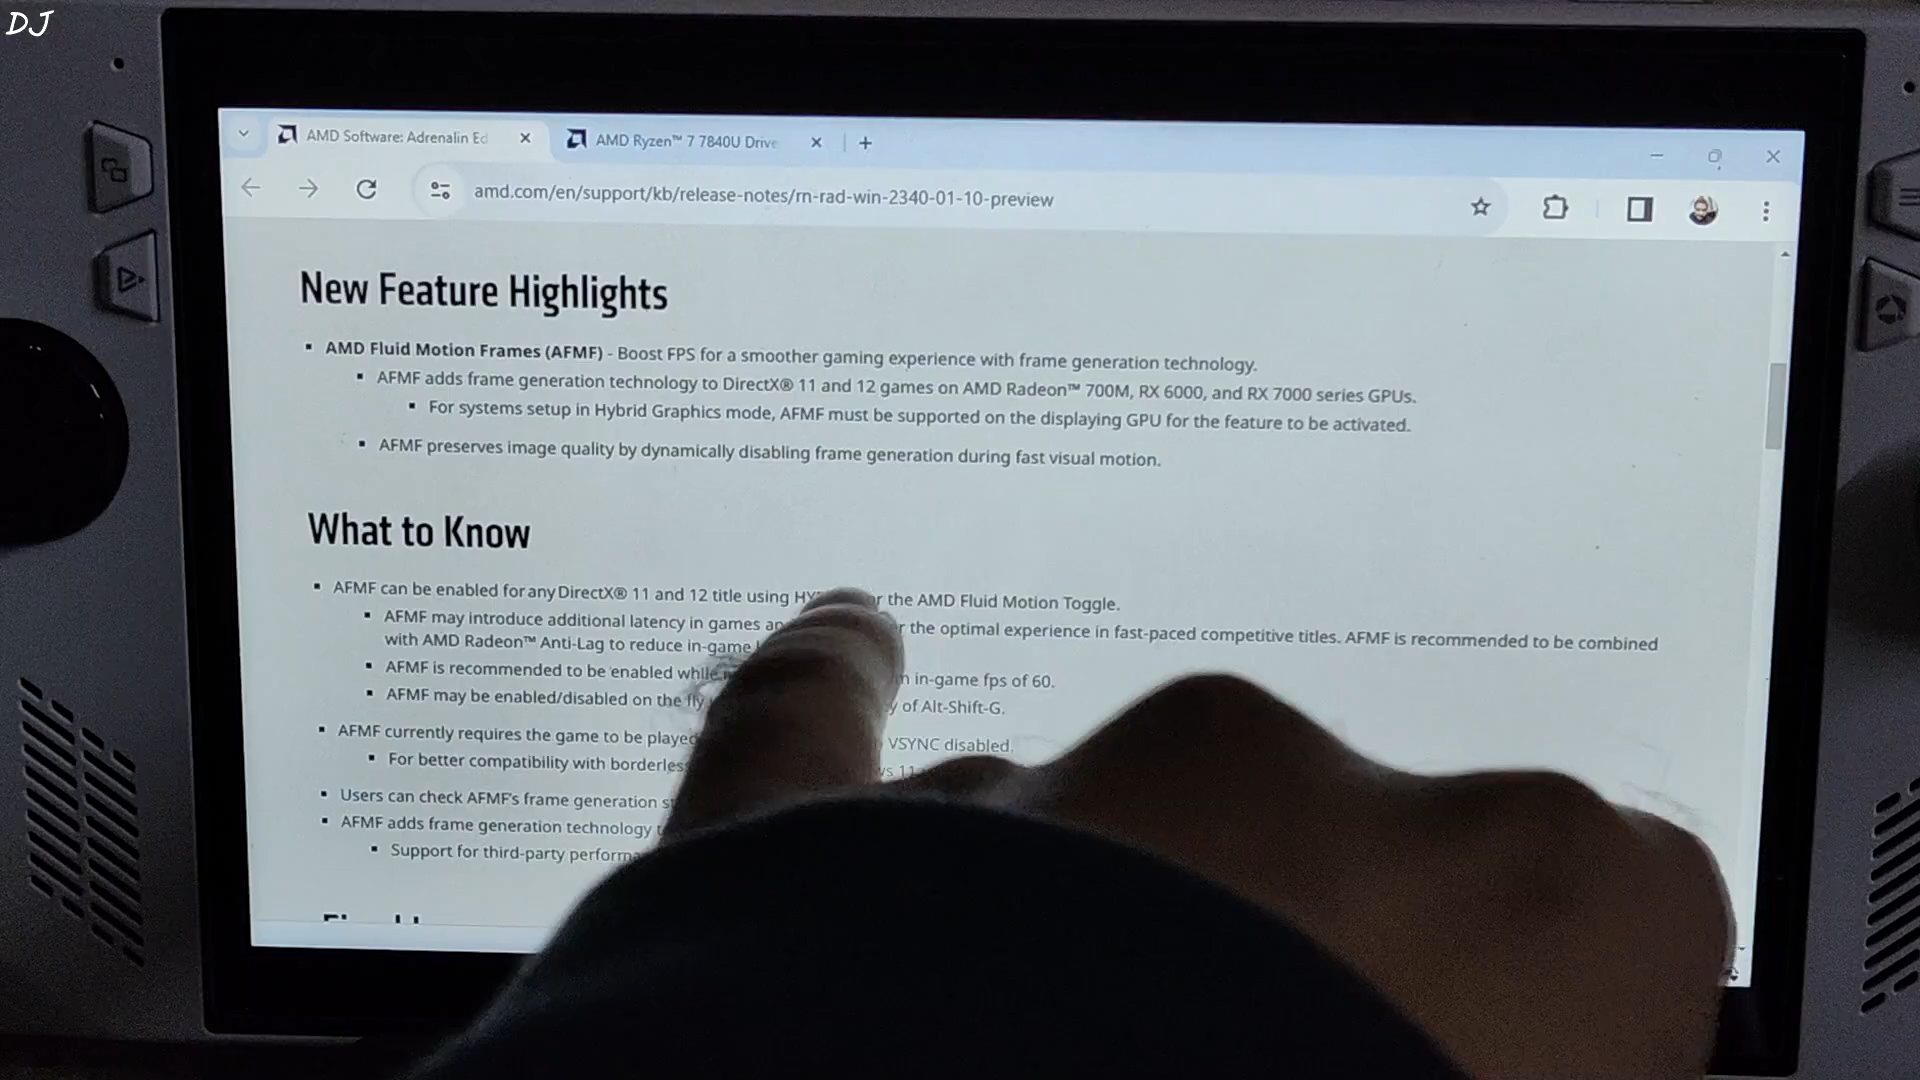 DJ
AMD Software: Adrenalin Ed
AMD Ryzen™ 7 7840U Drive
amd.com/en/support/kb/release-notes/rn-rad-win-2340-01-10-preview
New Feature Highlights
AMD Fluid Motion Frames (AFMF) - Boost FPS for a smoother gaming experience with frame generation technology.
AFMF adds frame generation technology to DirectX® 11 and 12 games on AMD Radeon™ 700M, RX 6000, and RX 7000 series GPUs.
For systems setup in Hybrid Graphics mode, AFMF must be supported on the displaying GPU for the feature to be activated.
AFMF preserves image quality by dynamically disabling frame generation during fast visual motion.
What to Know
AFMF can be enabled for any DirectX® 11 and 12 title using the AMD Fluid Motion Toggle.
AFMF may introduce additional latency in games the optimal experience in fast-paced competitive titles. AFMF is recommended to be combined
with AMD Radeon™ Anti-Lag to reduce in-game
AFMF is recommended to be enabled while in-game fps of 60.
AFMF may be enabled/disabled on the fly of Alt-Shift-G.
AFMF currently requires the game to be played VSYNC disabled.
For better compatibility with 11
Users can check AFMF's frame generation
AFMF adds frame generation technology
Support for third-party